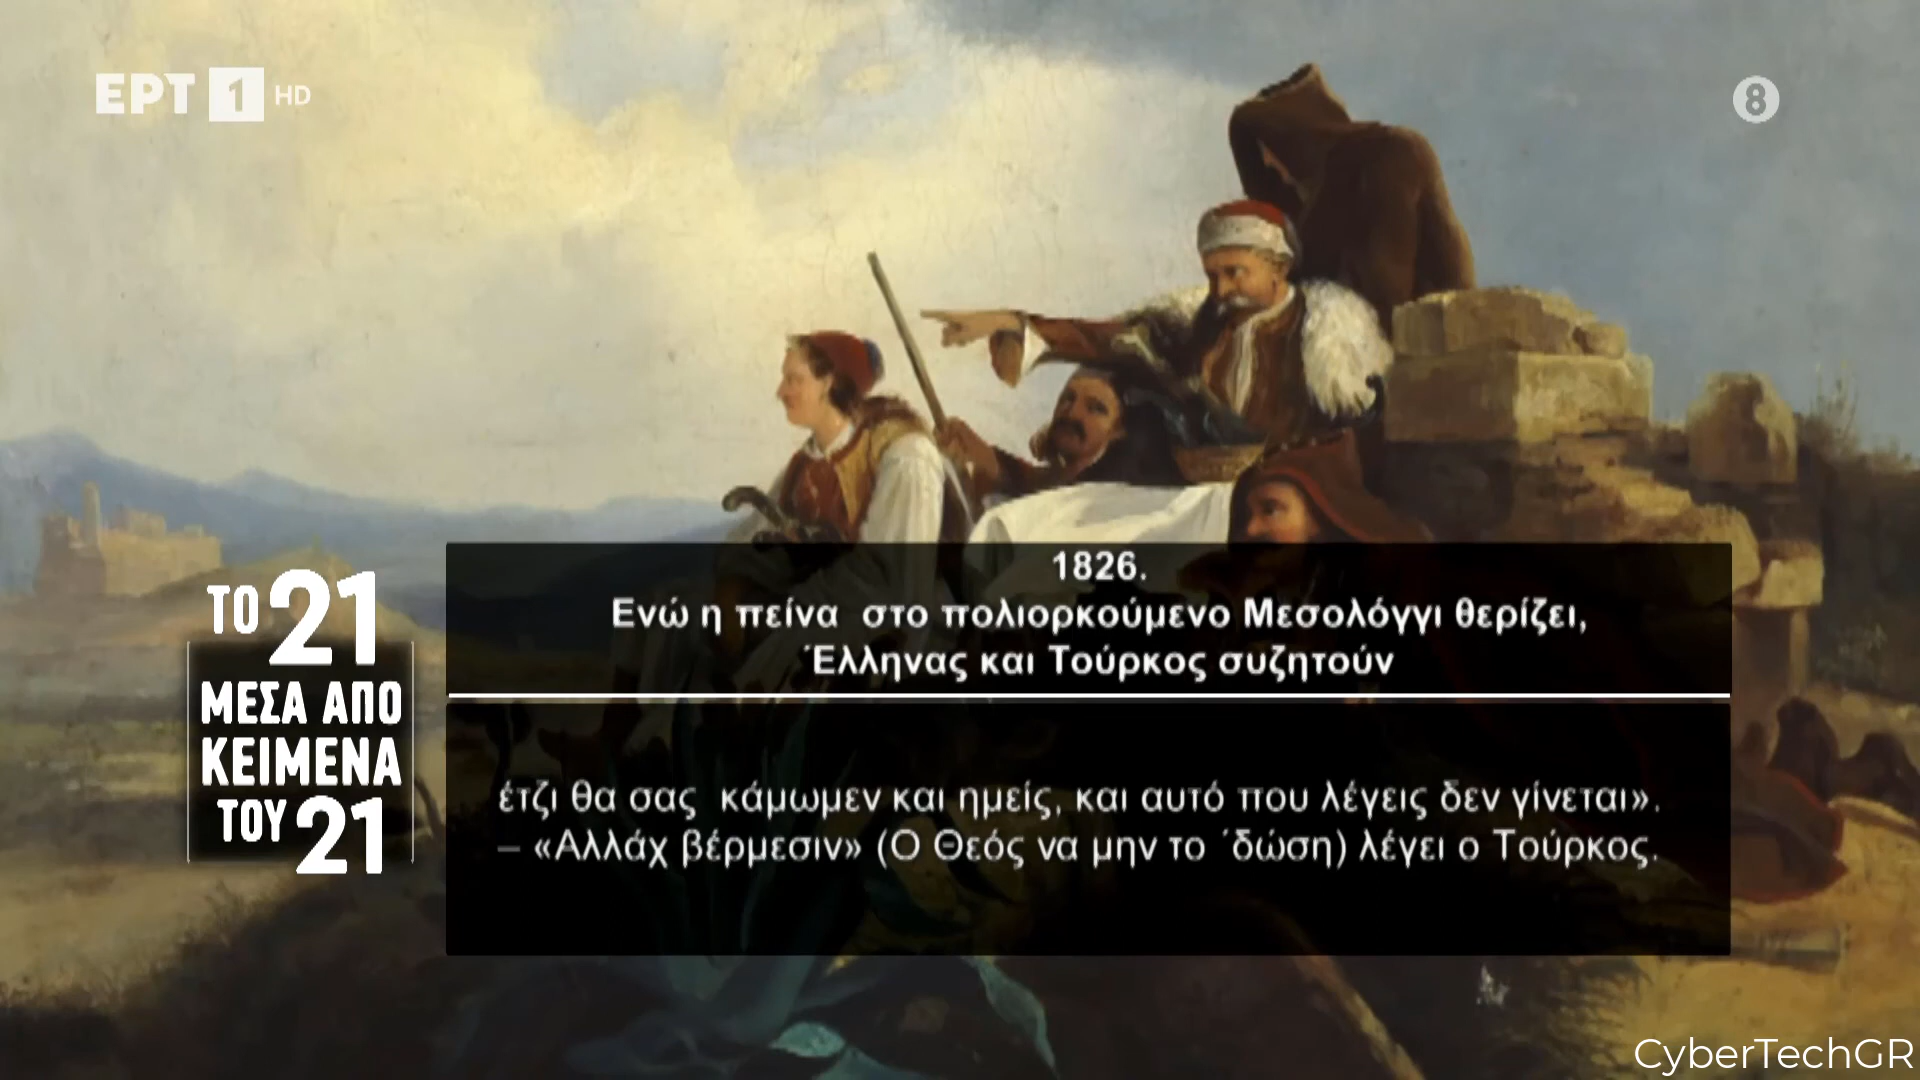 ΕΡΤ 1 HD
8
1826.
Ενώ η πείνα στο πολιορκούμενο Μεσολόγγι θερίζει,
Έλληνας και Τούρκος συζητούν
ΤΟ 21
ΜΕΣΑ ΑΠΟ
ΚΕΙΜΕΝΑ
ΤΟΥ 21
έτζι θα σας κάμωμεν και ημείς, και αυτό που λέγεις δεν γίνεται».
– «Αλλάχ βέρμεσιν» (Ο Θεός να μην το ΄δώση) λέγει ο Τούρκος.
CyberTechGR